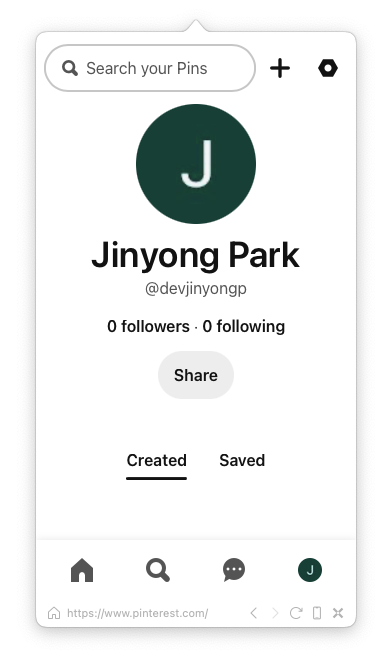 Search your Pins
J
Jinyong Park
@devjinyongp
0 followers · 0 following
Share
Created Saved
J
https://www.pinterest.com/